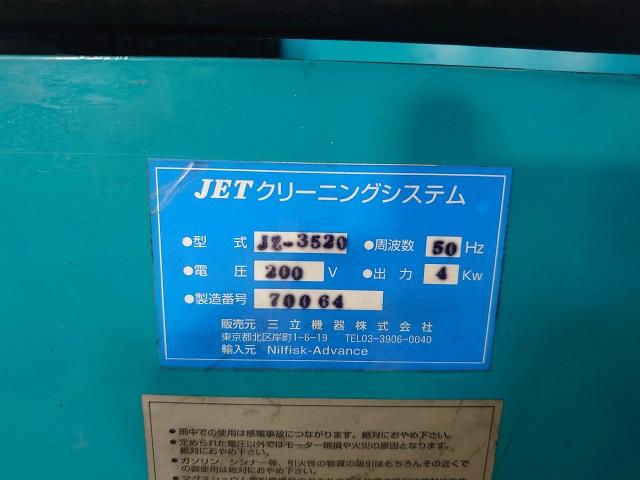 JETクリーニングシステム
●型 式 JZ-3520 ●周波数 50 Hz
●電 圧 200 V ●出 力 4 Kw
●製造番号 70064
販売元 三立機器株式会社
東京都北区岸町1-6-19 TEL03-3906-0040
輸入元 Nilfisk-Advance
●雨中での使用は感電事故につながります。絶対におやめ下さい。
●定められた電圧以外ではモーター焼損や火災の原因となります。
絶対におやめ下さい。
●ガソリン、シンナー等、引火性の物質の吸引はもちろんその近くで
の御使用は絶対におやめ下さい。